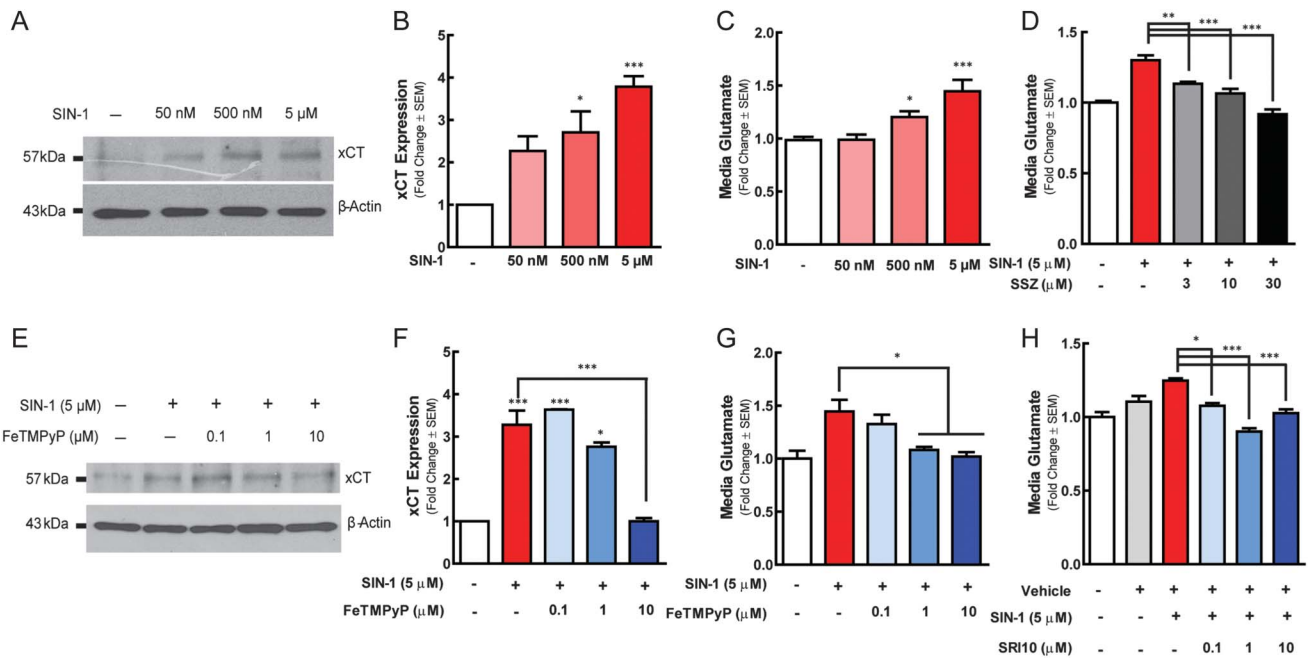 A
SIN-1 – 50 nM 500 nM 5 µM
57kDa xCT
43kDa β-Actin
B
xCT Expression
(Fold Change ± SEM)
5
4
3
2
1
0
* ***
SIN-1 - 50 nM 500 nM 5 µM
C
Media Glutamate
(Fold Change ± SEM)
2.0
1.5
1.0
0.5
0.0
* ***
SIN-1 - 50 nM 500 nM 5 µM
D
Media Glutamate
(Fold Change ± SEM)
1.5
1.0
0.5
0.0
** *** ***
SIN-1 (5 µM) - + + + +
SSZ (µM) - - 3 10 30
E
SIN-1 (5 µM) – + + + +
FeTMPyP (µM) – – 0.1 1 10
57 kDa xCT
43 kDa β-Actin
F
xCT Expression
(Fold Change ± SEM)
5
4
3
2
1
0
***
*** *** *
SIN-1 (5 µM) - + + + +
FeTMPyP (µM) - - 0.1 1 10
G
Media Glutamate
(Fold Change ± SEM)
2.0
1.5
1.0
0.5
0.0
*
SIN-1 (5 µM) - + + + +
FeTMPyP (µM) - - 0.1 1 10
H
Media Glutamate
(Fold Change ± SEM)
1.5
1.0
0.5
0.0
* *** ***
Vehicle - + + + + +
SIN-1 (5 µM) - - + + + +
SRI10 (µM) - - - 0.1 1 10